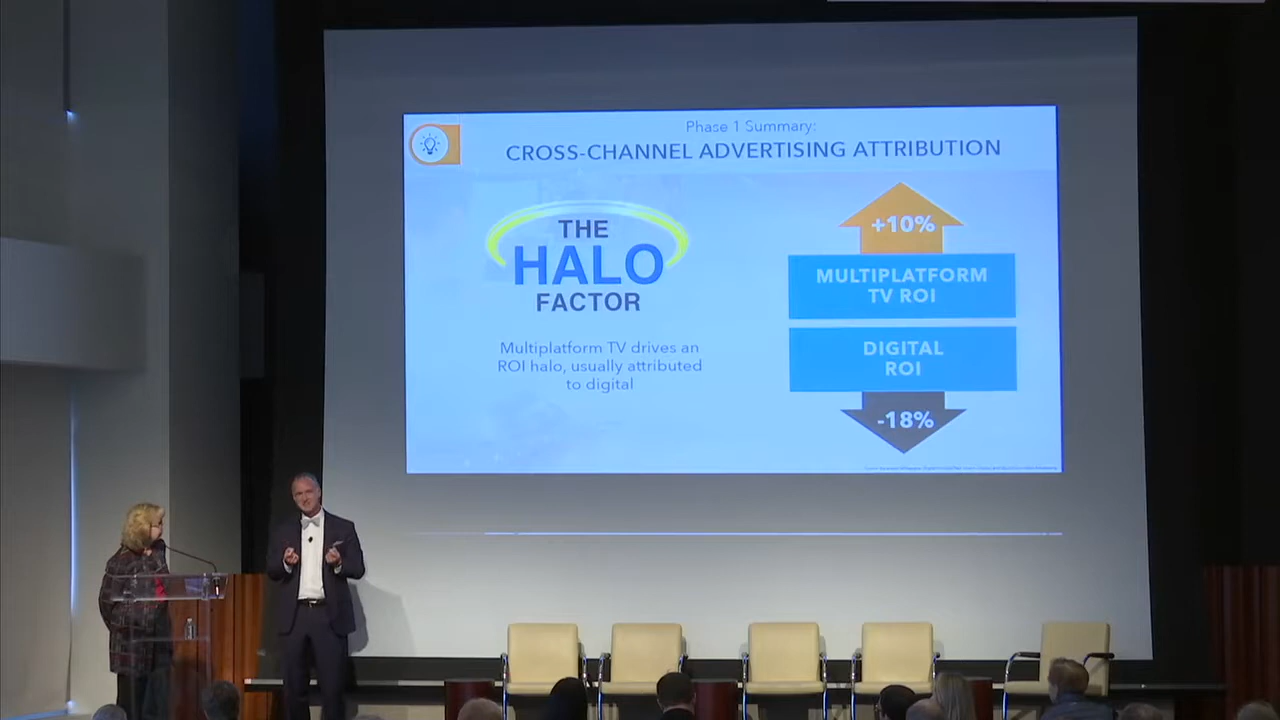 Phase 1 Summary:
CROSS-CHANNEL ADVERTISING ATTRIBUTION
THE
HALO
FACTOR
Multiplatform TV drives an
ROI halo, usually attributed
to digital
+10%
MULTIPLATFORM
TV ROI
DIGITAL
ROI
-18%